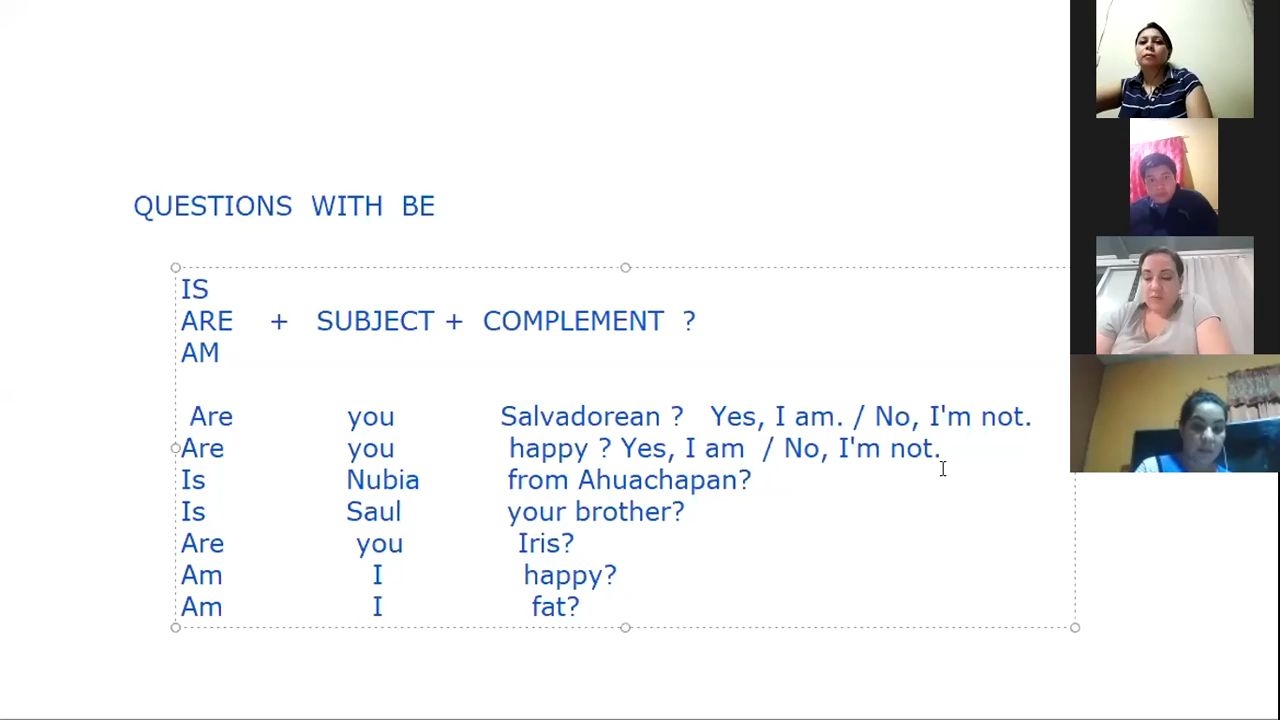 QUESTIONS WITH BE
IS
ARE + SUBJECT + COMPLEMENT ?
AM
Are you Salvadorean ? Yes, I am. / No, I'm not.
Are you happy ? Yes, I am / No, I'm not.
Is Nubia from Ahuachapan?
Is Saul your brother?
Are you Iris?
Am I happy?
Am I fat?